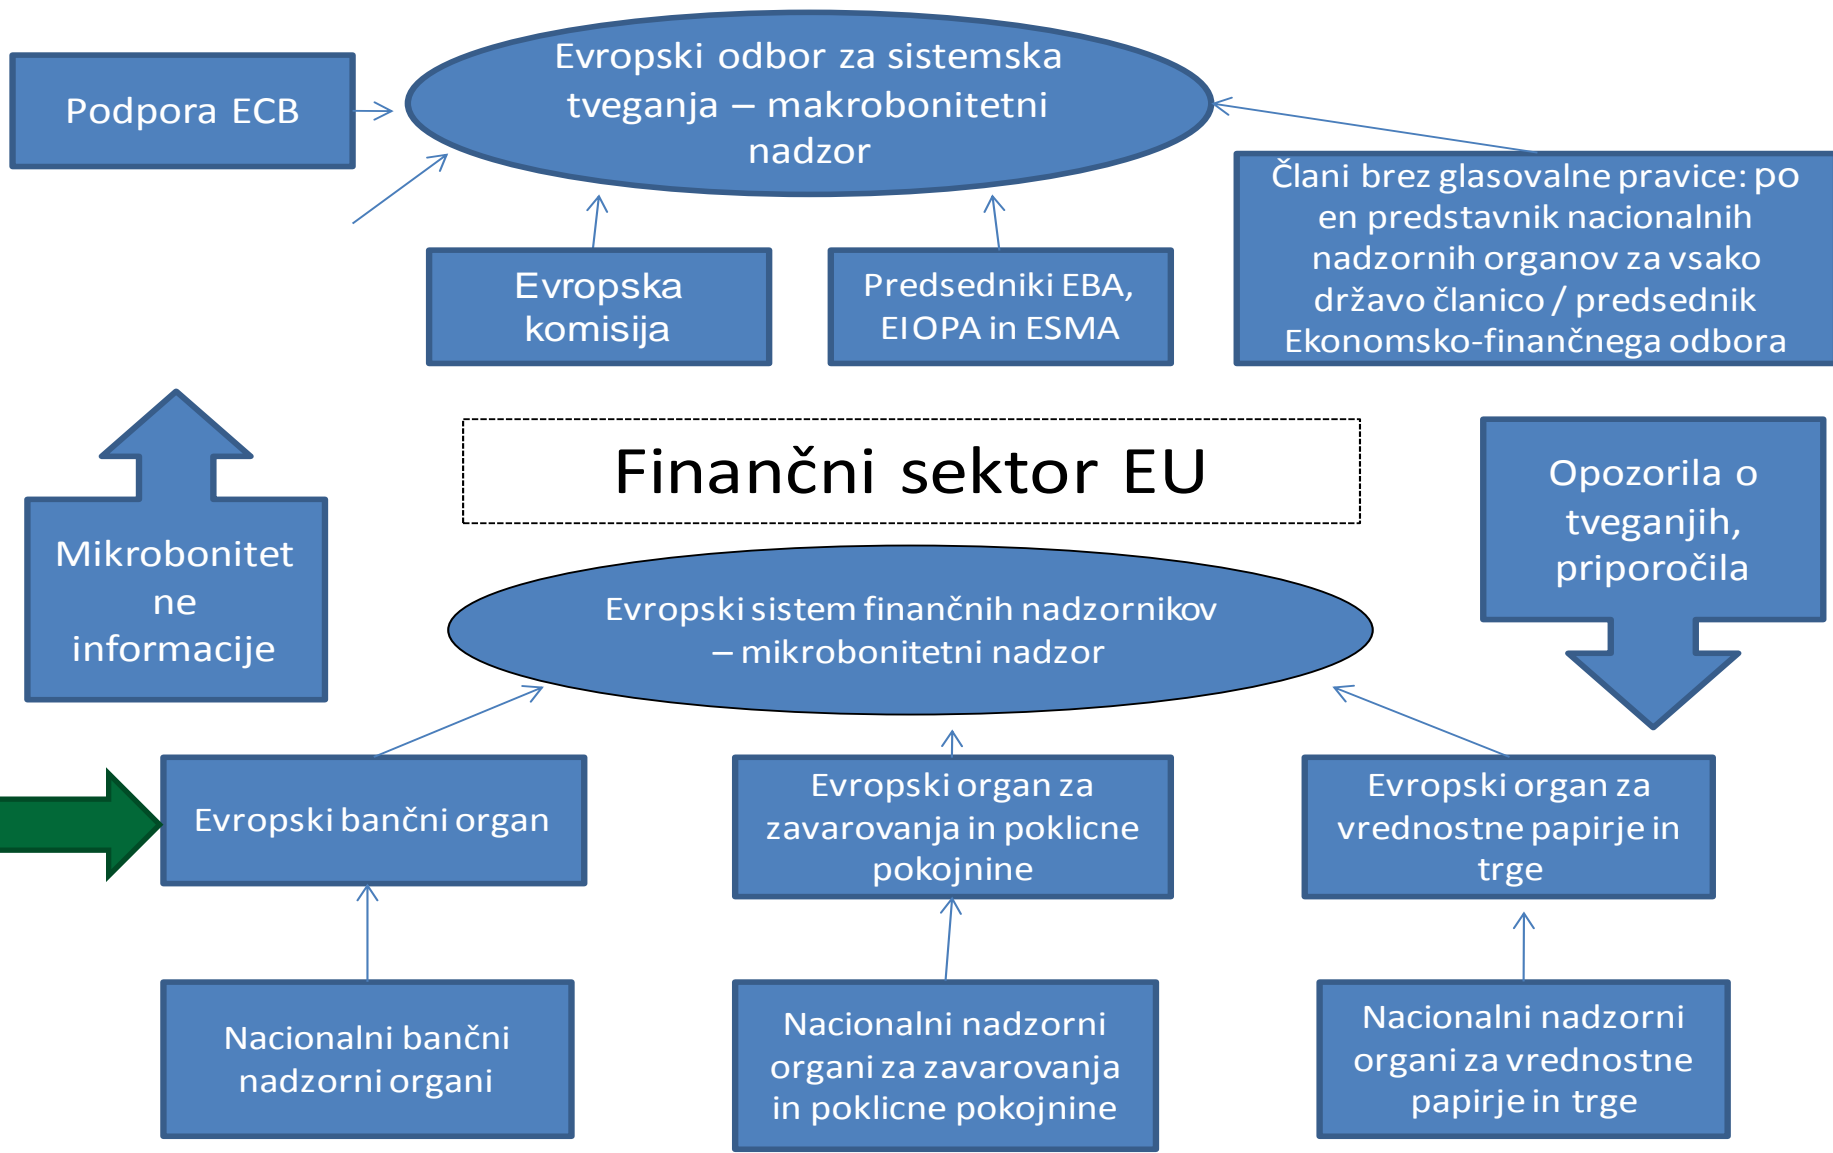 Podpora ECB
Evropski odbor za sistemska
tveganja – makrobonitetni
nadzor
Člani brez glasovalne pravice: po
en predstavnik nacionalnih
nadzornih organov za vsako
državo članico / predsednik
Ekonomsko-finančnega odbora
Evropska
komisija
Predsedniki EBA,
EIOPA in ESMA
Finančni sektor EU
Mikrobonitet
ne
informacije
Opozorila o
tveganjih,
priporočila
Evropski sistem finančnih nadzornikov
– mikrobonitetni nadzor
Evropski bančni organ
Evropski organ za
zavarovanja in poklicne
pokojnine
Evropski organ za
vrednostne papirje in
trge
Nacionalni bančni
nadzorni organi
Nacionalni nadzorni
organi za zavarovanja
in poklicne pokojnine
Nacionalni nadzorni
organi za vrednostne
papirje in trge